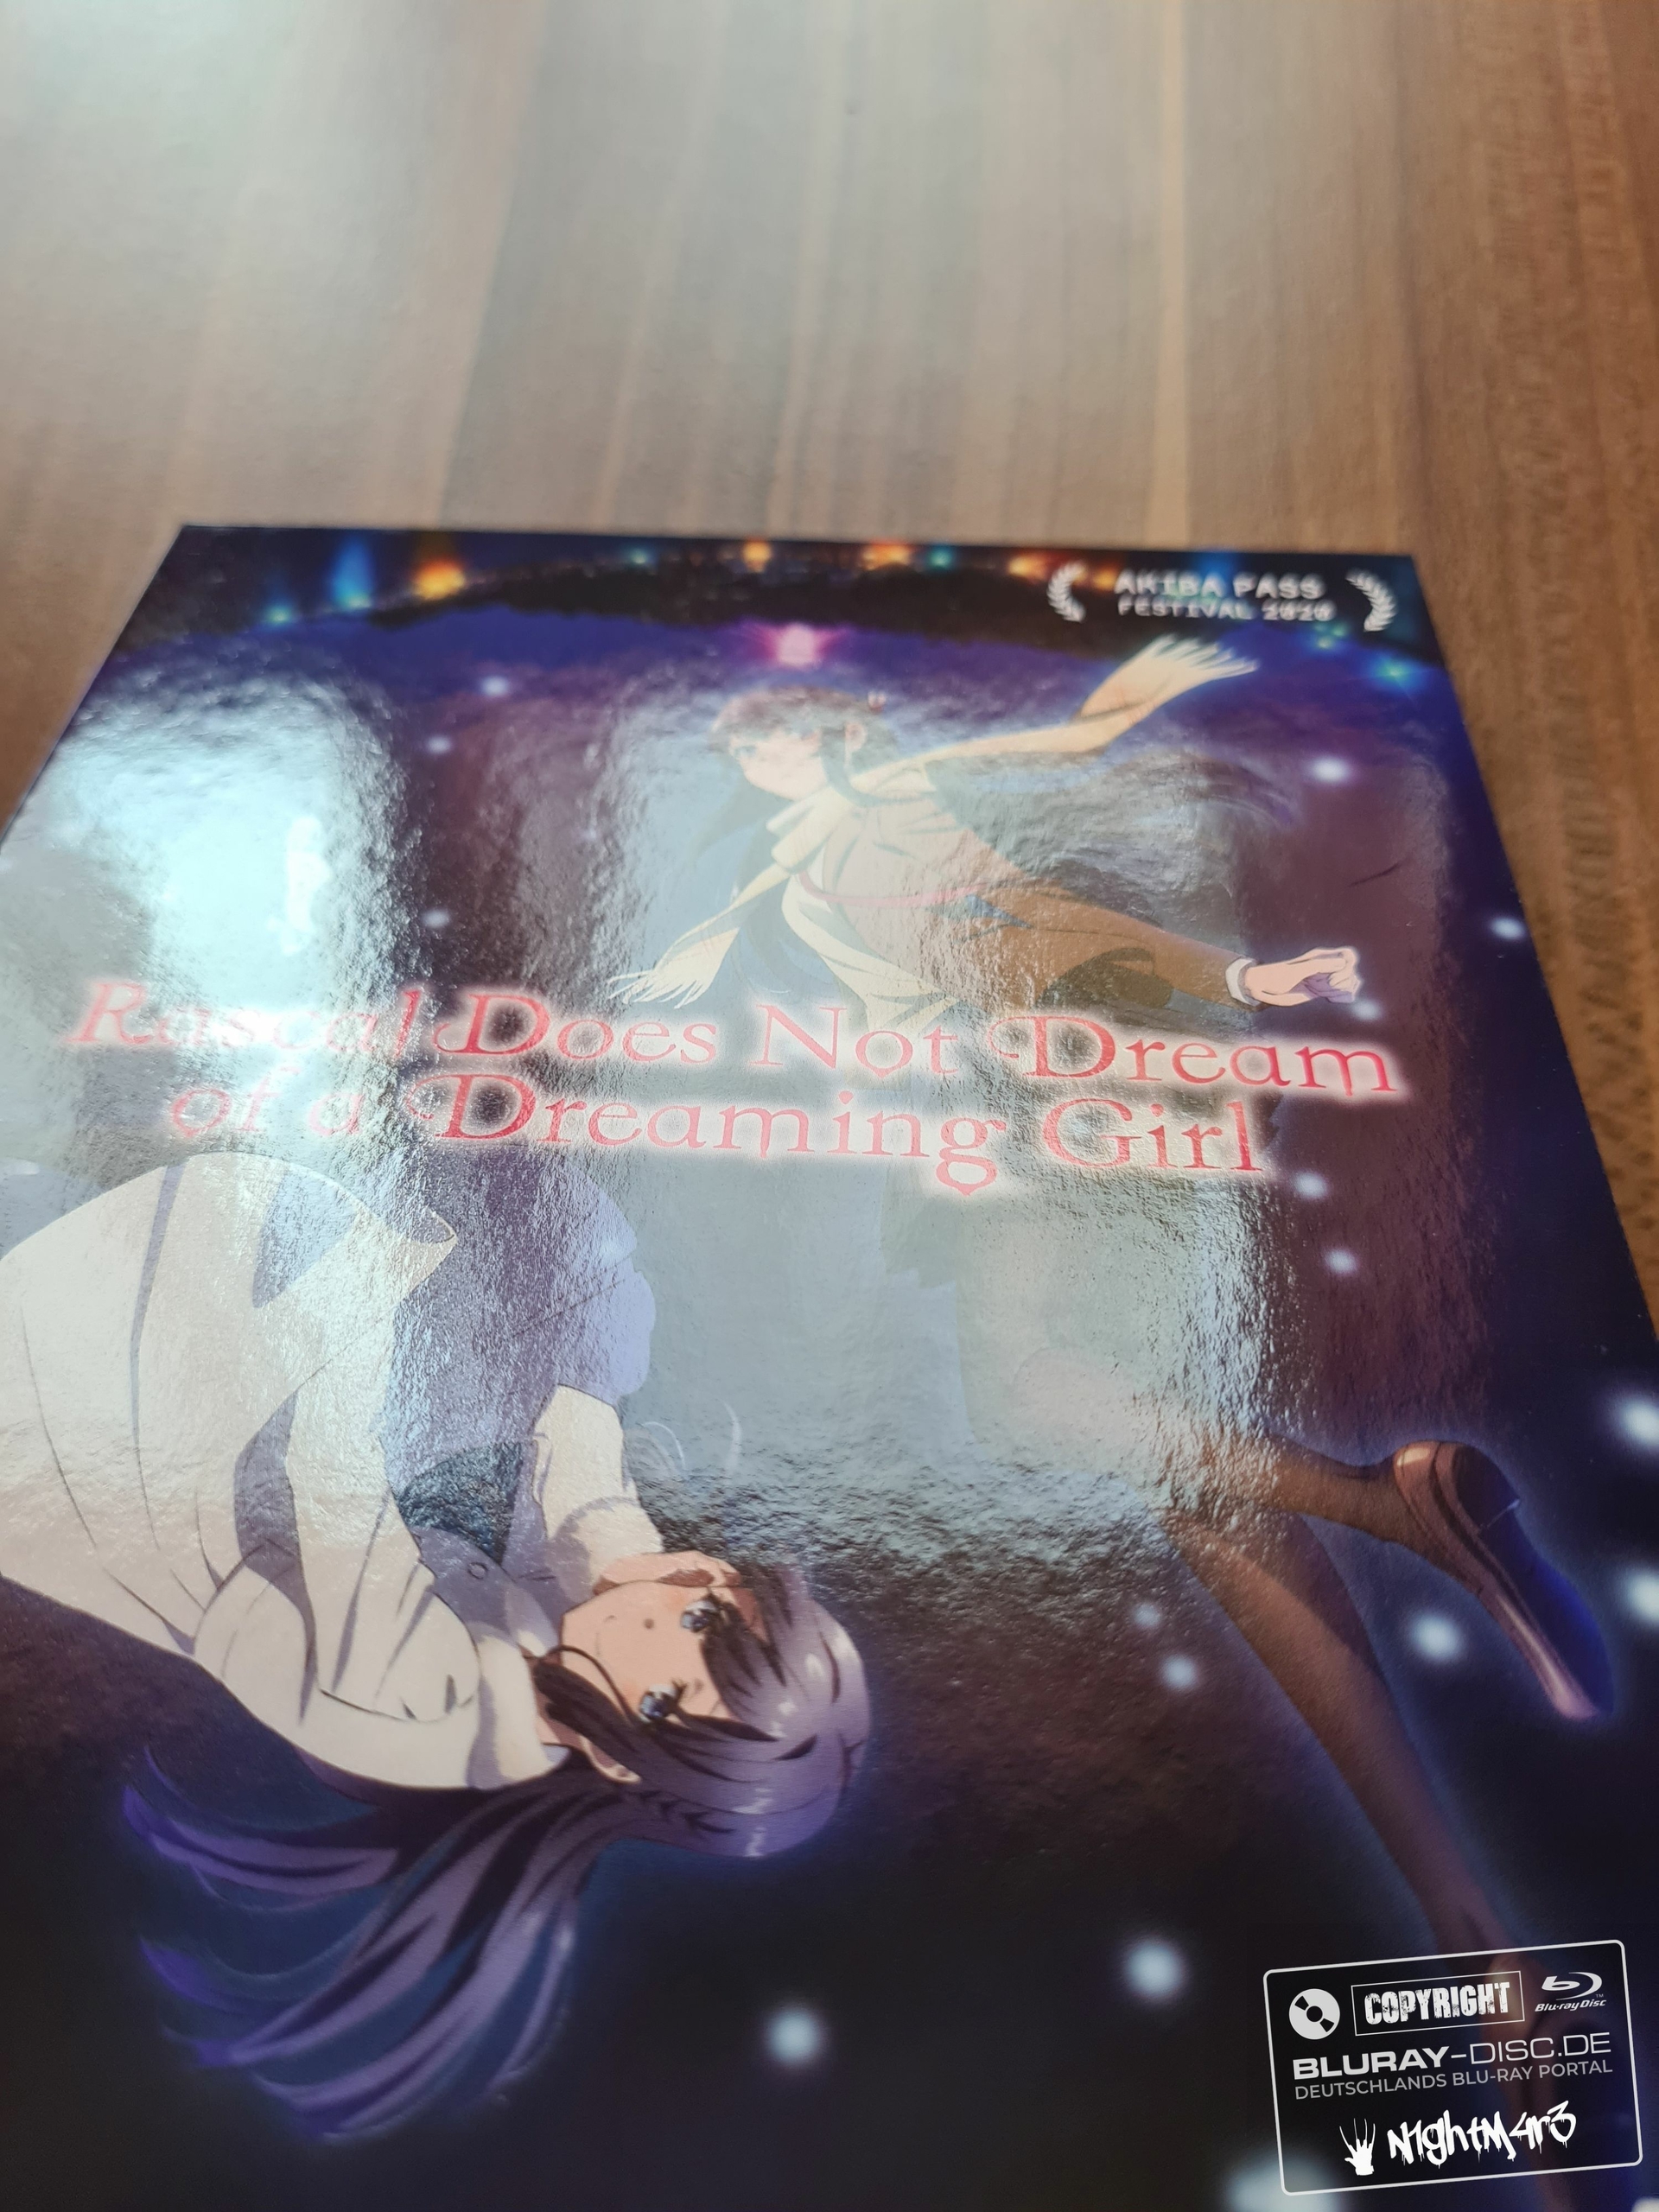 AKIBA PASS
FESTIVAL 2020
Rascal Does Not Dream
of a Dreaming Girl
COPYRIGHT
Blu-ray Disc™
BLURAY-DISC.DE
DEUTSCHLANDS BLU-RAY PORTAL
N1ghtM4r3